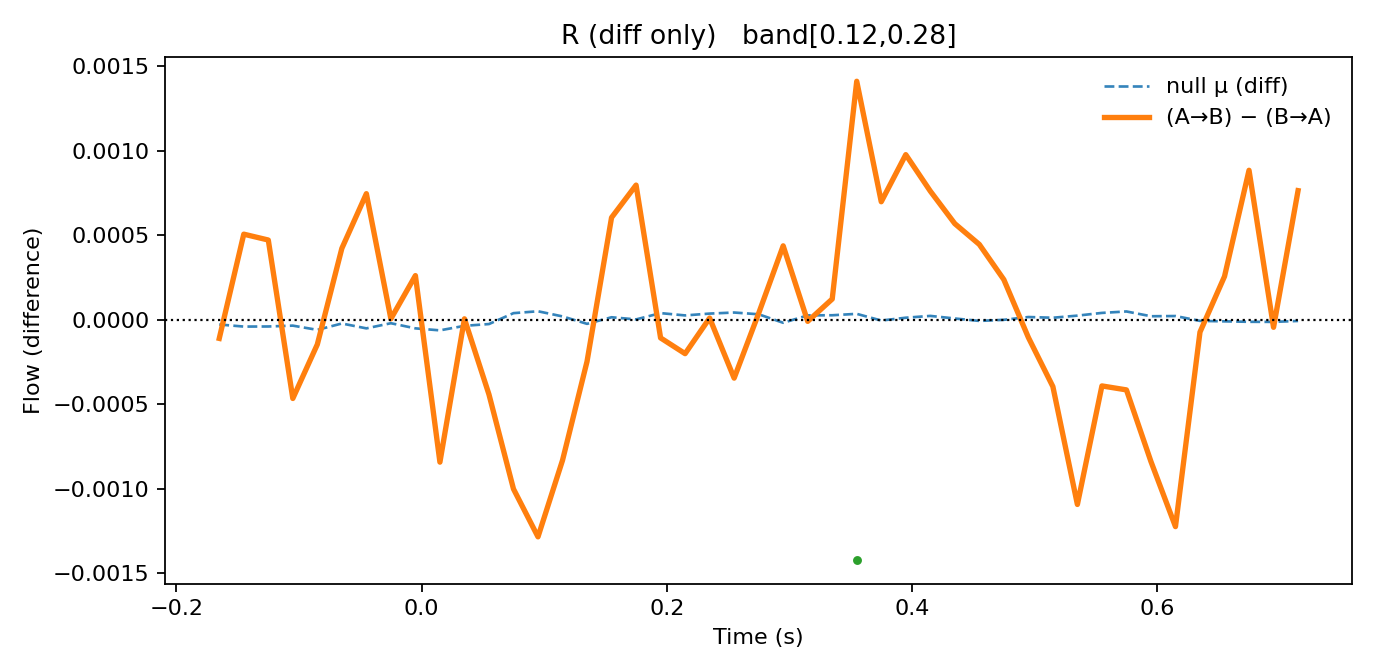 R (diff only)   band[0.12,0.28]
0.0015
0.0010
0.0005
0.0000
−0.0005
−0.0010
−0.0015
Flow (difference)
null μ (diff)
(A→B) − (B→A)
−0.2
0.0
0.2
0.4
0.6
Time (s)